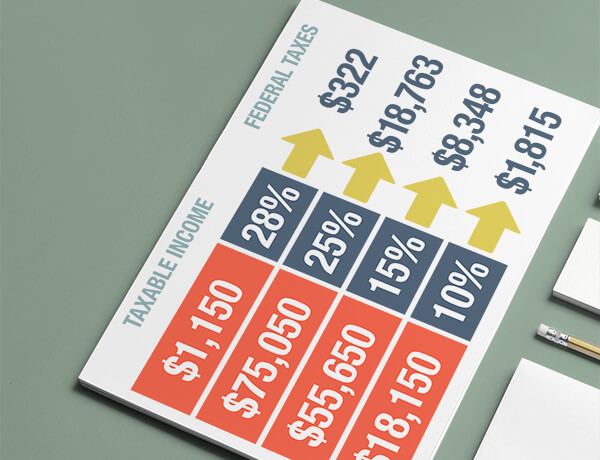 TAXABLE INCOME FEDERAL TAXES
$1,150 28% $322
$75,050 25% $18,763
$55,650 15% $8,348
$18,150 10% $1,815